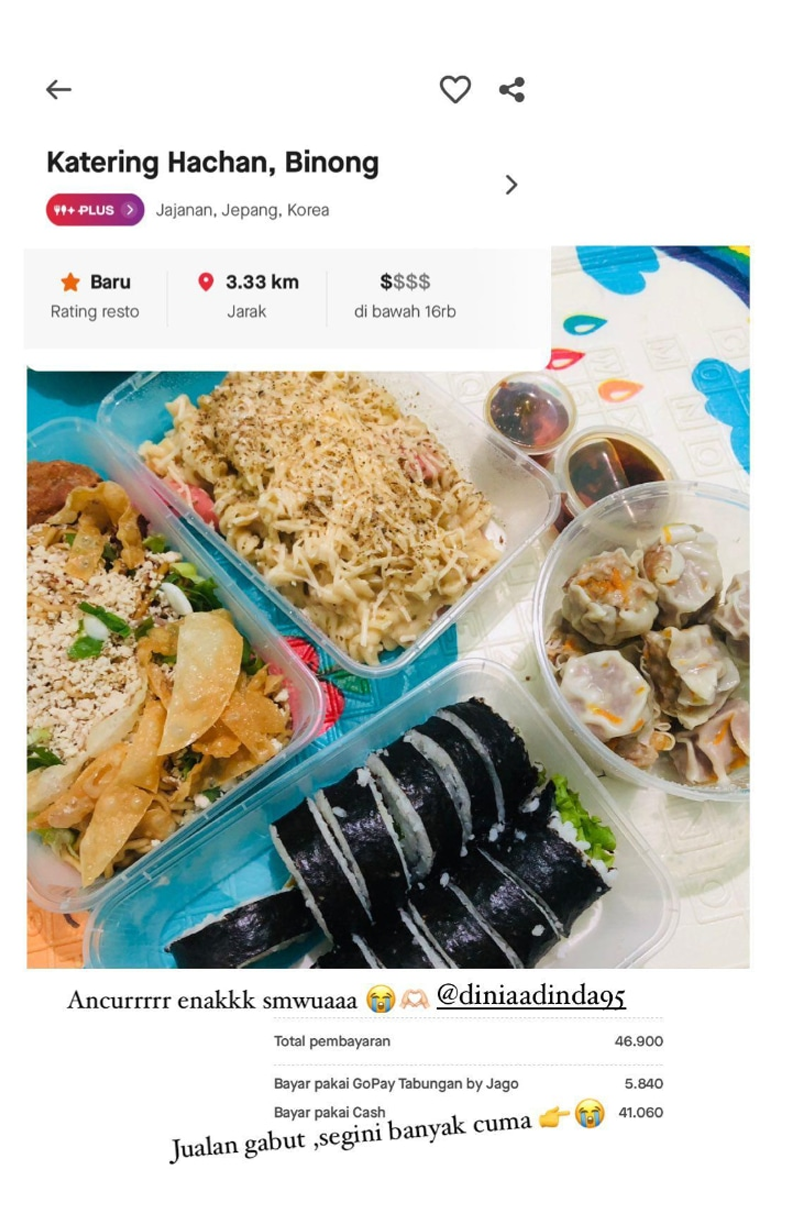 Katering Hachan, Binong
PLUS Jajanan, Jepang, Korea
Baru 3.33 km $$$$
Rating resto Jarak di bawah 16rb
Ancurrrrr enakkk smwuaaa 😭🫶🏻 @diniaadinda95
Total pembayaran 46.900
Bayar pakai GoPay Tabungan by Jago 5.840
Bayar pakai Cash 41.060
Jualan gabut ,segini banyak cuma 👉😭